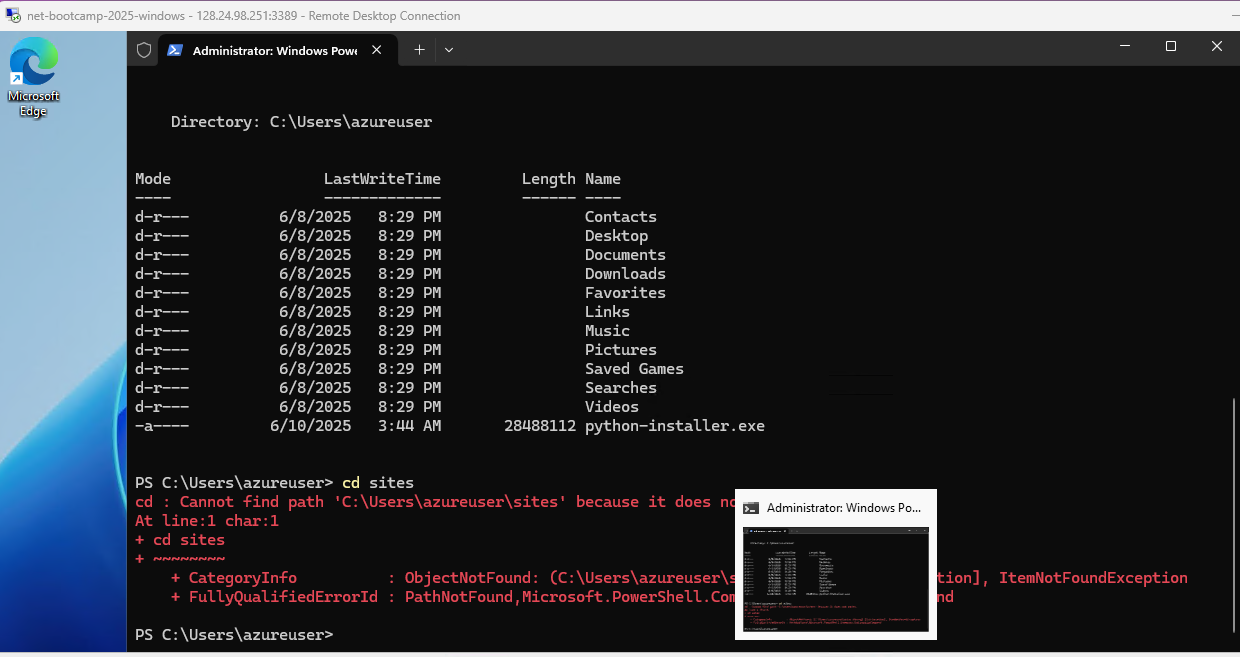 net-bootcamp-2025-windows - 128.24.98.251:3389 - Remote Desktop Connection
Administrator: Windows Powe
Microsoft
Edge
Directory: C:\Users\azureuser
Mode                 LastWriteTime         Length Name
----                 -------------         ------ ----
d-r---          6/8/2025   8:29 PM                Contacts
d-r---          6/8/2025   8:29 PM                Desktop
d-r---          6/8/2025   8:29 PM                Documents
d-r---          6/8/2025   8:29 PM                Downloads
d-r---          6/8/2025   8:29 PM                Favorites
d-r---          6/8/2025   8:29 PM                Links
d-r---          6/8/2025   8:29 PM                Music
d-r---          6/8/2025   8:29 PM                Pictures
d-r---          6/8/2025   8:29 PM                Saved Games
d-r---          6/8/2025   8:29 PM                Searches
d-r---          6/8/2025   8:29 PM                Videos
-a----         6/10/2025   3:44 AM       28488112 python-installer.exe
PS C:\Users\azureuser> cd sites
cd : Cannot find path 'C:\Users\azureuser\sites' because it does no
At line:1 char:1
+ cd sites
+ ~~~~~~~~
Administrator: Windows Po...
+ CategoryInfo          : ObjectNotFound: (C:\Users\azureuser\s tion], ItemNotFoundException
+ FullyQualifiedErrorId : PathNotFound,Microsoft.PowerShell.Com nd
PS C:\Users\azureuser>